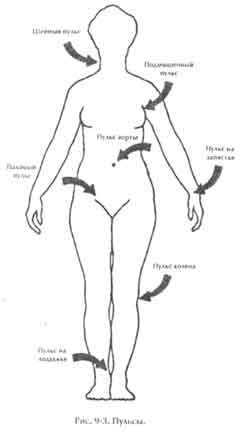 Шейный пульс
Подмышечный
пульс
Пульс аорты
Пульс на
запястье
Паховый
пульс
Пульс колена
Пульс на
лодыжке
Рис. 9-3. Пульсы.